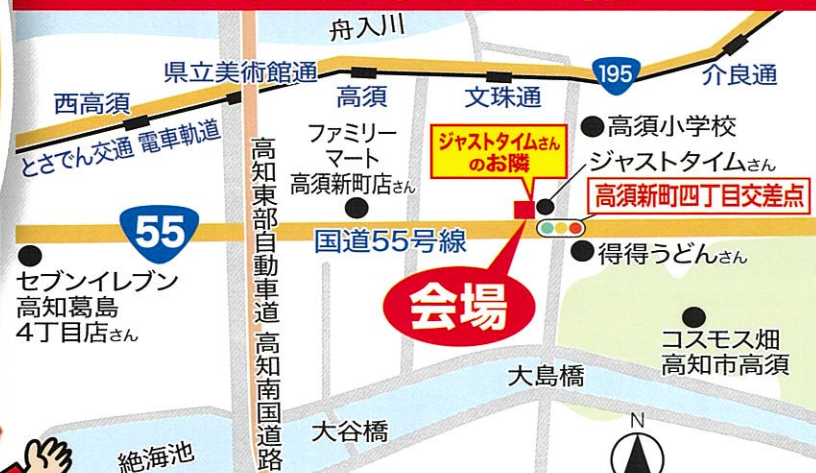 舟入川
県立美術館通
195
介良通
西高須
高須
文珠通
とさでん交通 電車軌道
ファミリー
マート
高須新町店さん
ジャストタイムさん
のお隣
高須小学校
ジャストタイムさん
高須新町四丁目交差点
高知東部自動車道 高知南国道路
55
国道55号線
得得うどんさん
セブンイレブン
高知葛島
4丁目店さん
会場
コスモス畑
高知市高須
大島橋
大谷橋
絶海池
N